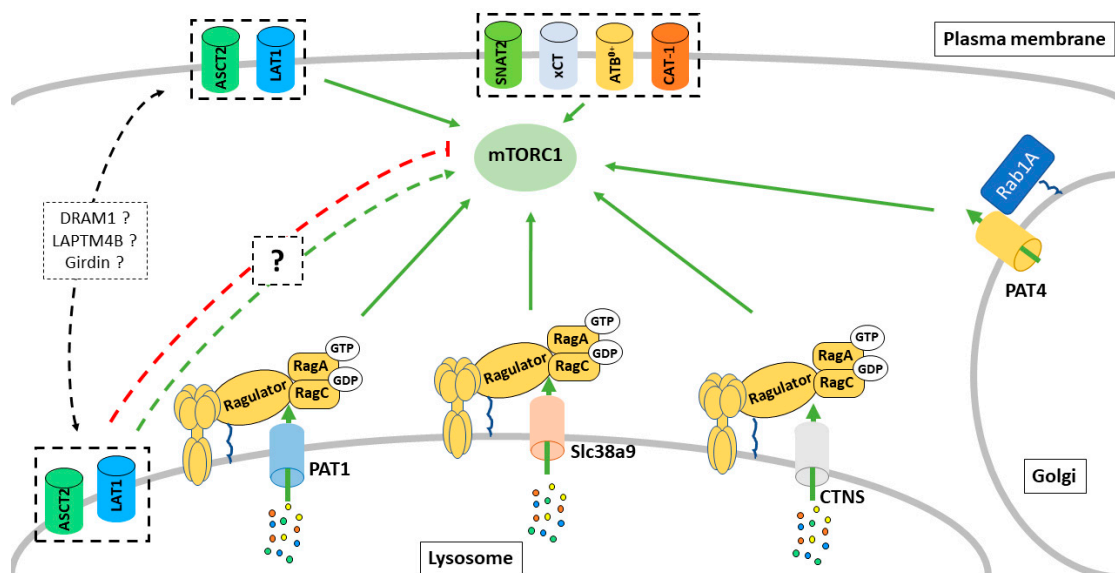 Plasma membrane
ASCT2
LAT1
SNAT2
xCT
ATB⁰⁺
CAT-1
mTORC1
Rab1A
PAT4
DRAM1 ?
LAPTM4B ?
Girdin ?
?
GTP
RagA
GDP
RagC
Ragulator
PAT1
GTP
RagA
GDP
RagC
Ragulator
Slc38a9
GTP
RagA
GDP
RagC
Ragulator
CTNS
ASCT2
LAT1
Lysosome
Golgi